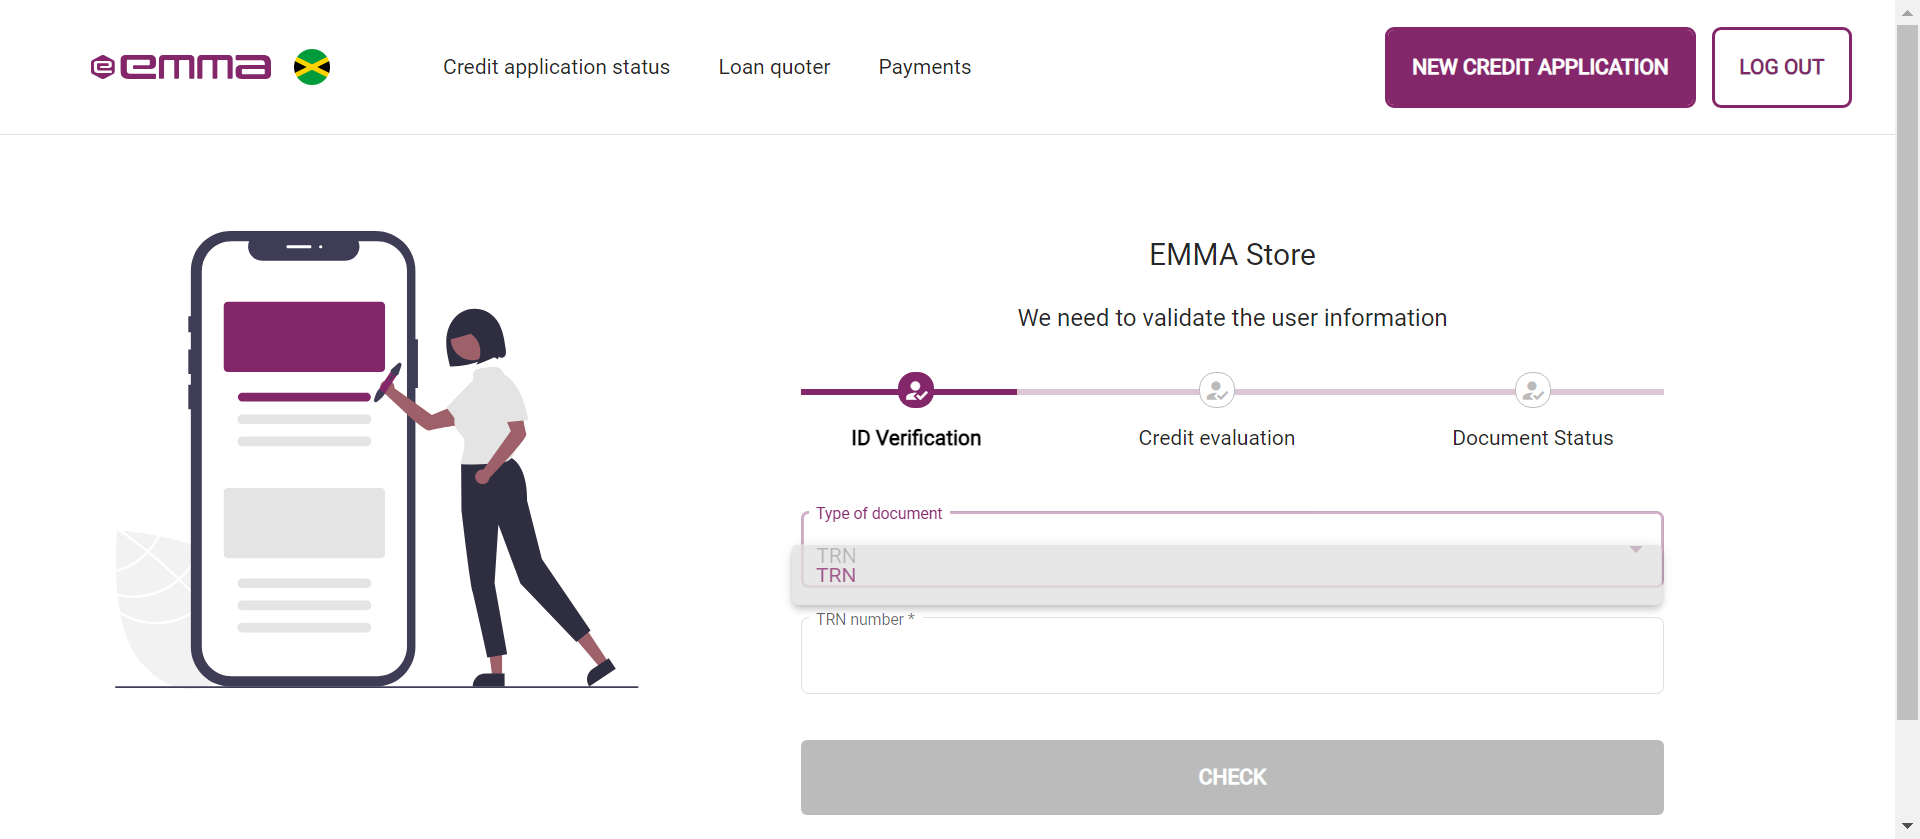 emma
Credit application status
Loan quoter
Payments
NEW CREDIT APPLICATION
LOG OUT
EMMA Store
We need to validate the user information
ID Verification
Credit evaluation
Document Status
Type of document
TRN
TRN
TRN number *
CHECK